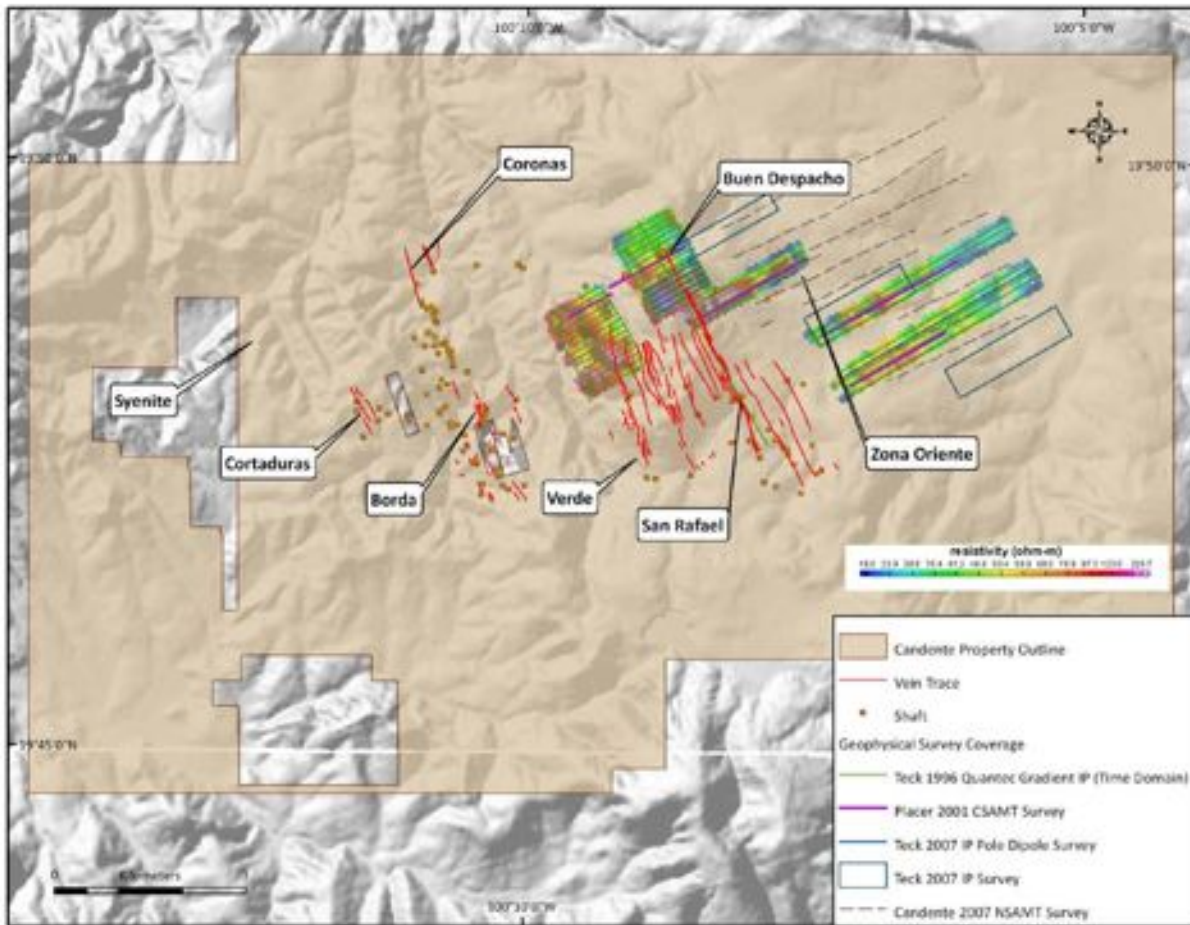 100°10'0"W
100°5'0"W
19°50'0"N
Coronas
Buen Despacho
Syenite
Cortaduras
Borda
Verde
San Rafael
Zona Oriente
resistivity (ohm-m)
Candente Property Outline
Vein Trace
Shaft
Geophysical Survey Coverage
Teck 1996 Quantec Gradient IP (Time Domain)
Placer 2001 CSAMT Survey
Teck 2007 IP Pole Dipole Survey
Teck 2007 IP Survey
Candente 2007 NSAMT Survey
19°45'0"N
0 Kilometers
100°10'0"W